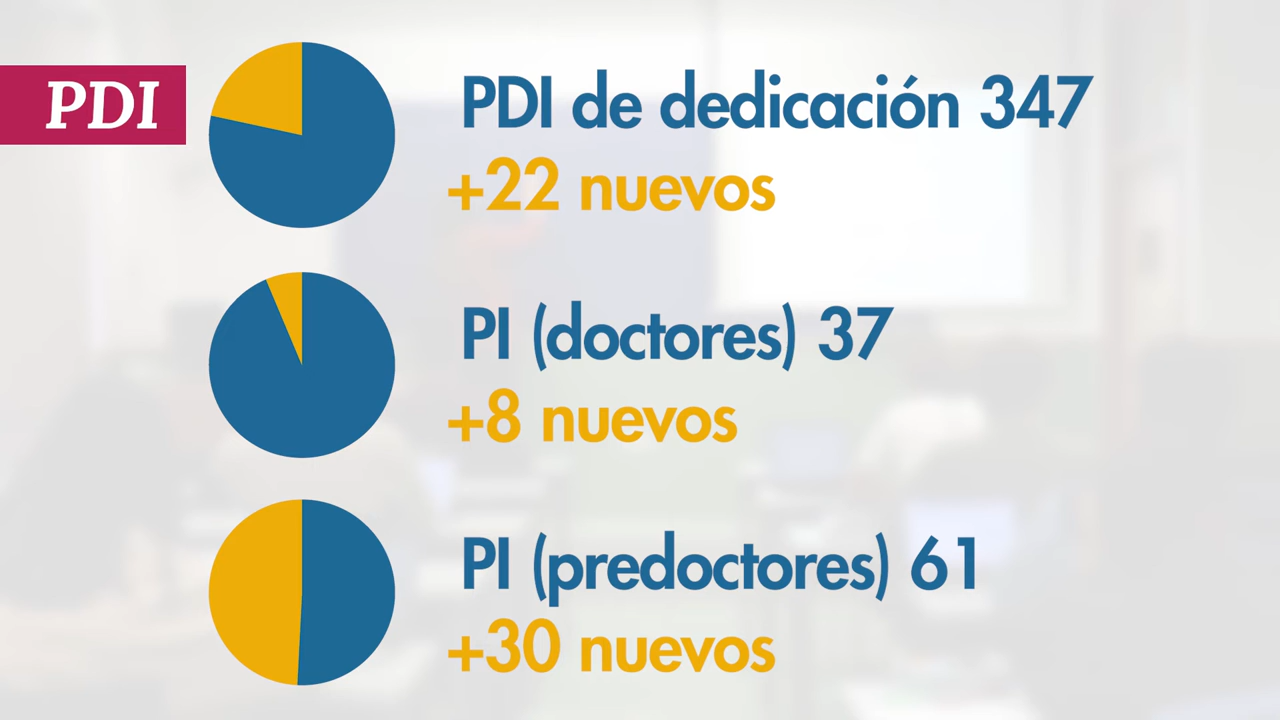 PDI
PDI de dedicación 347
+22 nuevos
PI (doctores) 37
+8 nuevos
PI (predoctores) 61
+30 nuevos